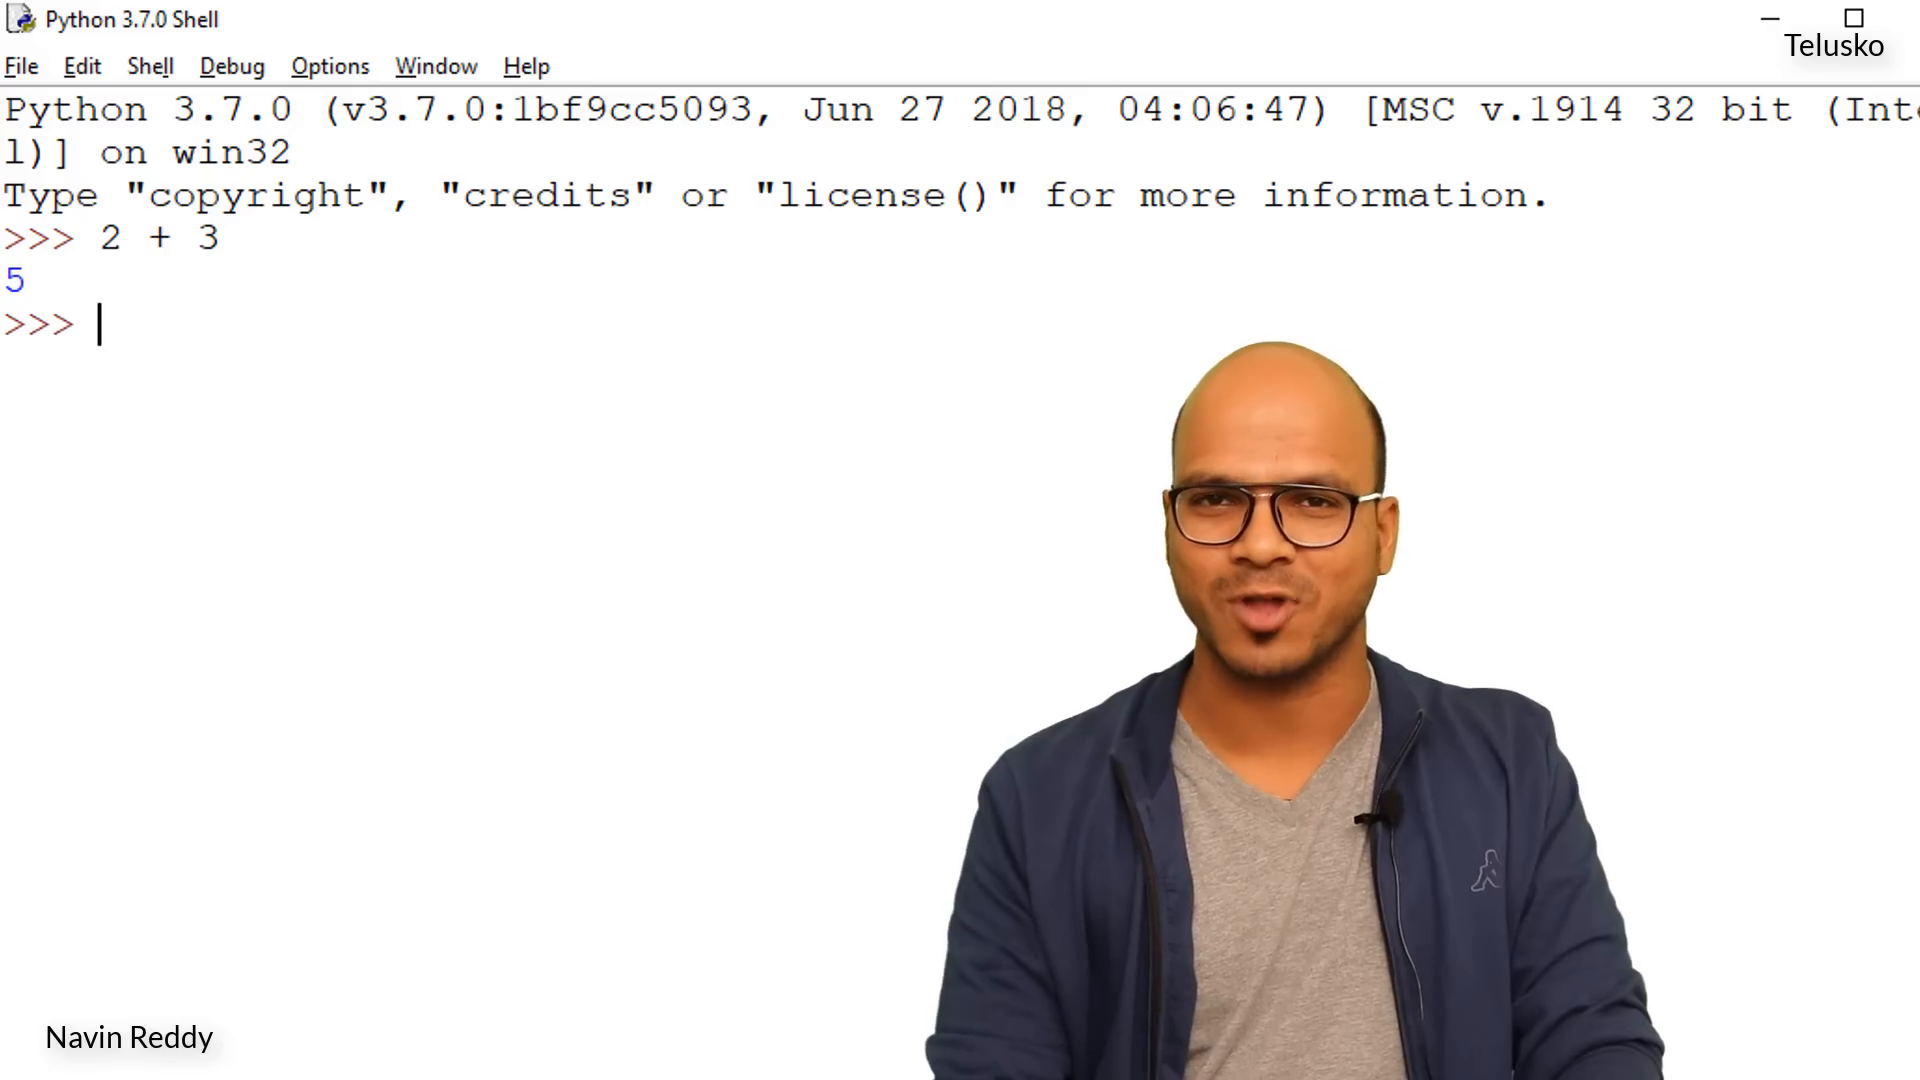 Python 3.7.0 Shell
Telusko
File Edit Shell Debug Options Window Help
Python 3.7.0 (v3.7.0:1bf9cc5093, Jun 27 2018, 04:06:47) [MSC v.1914 32 bit (Inte
l)] on win32
Type "copyright", "credits" or "license()" for more information.
>>> 2 + 3
5
>>>
Navin Reddy